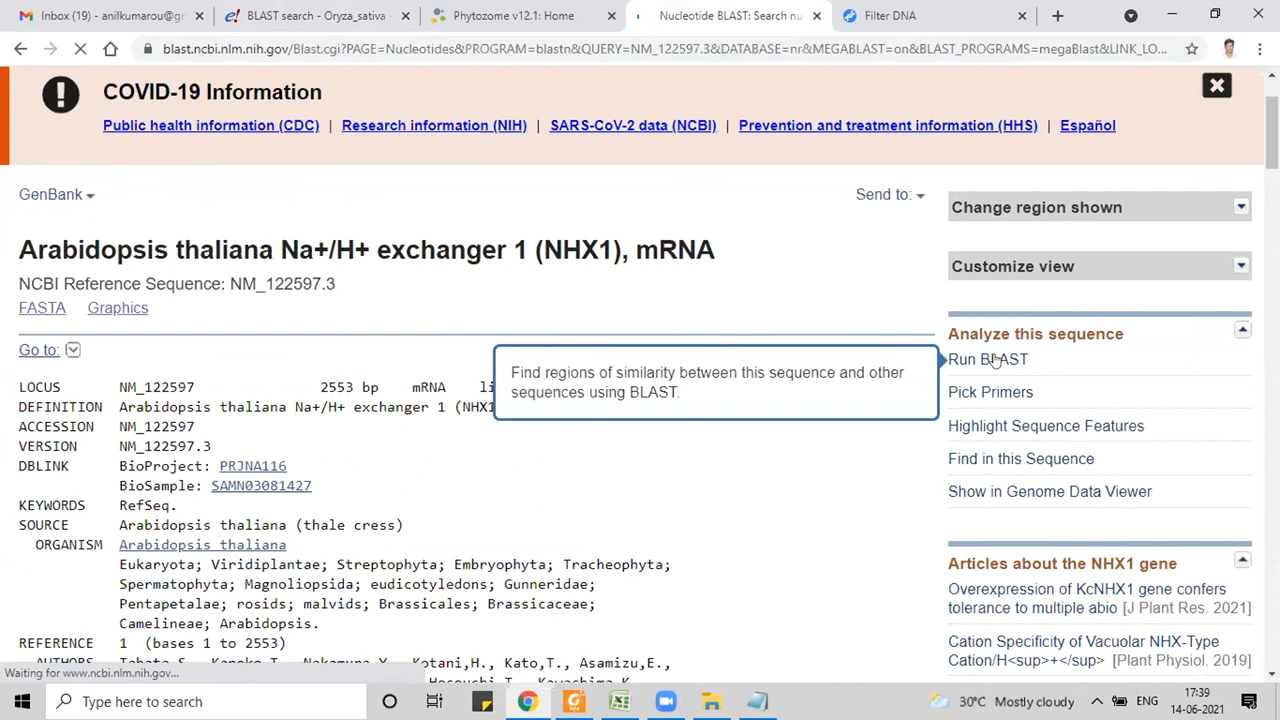 Inbox (19) - anilkumarou@gr
BLAST search - Oryza_sativa -
Phytozome v12.1: Home
Nucleotide BLAST: Search nu
Filter DNA
blast.ncbi.nlm.nih.gov/Blast.cgi?PAGE=Nucleotides&PROGRAM=blastn&QUERY=NM_122597.3&DATABASE=nr&MEGABLAST=on&BLAST_PROGRAMS=megaBlast&LINK_LO...
COVID-19 Information
Public health information (CDC) | Research information (NIH) | SARS-CoV-2 data (NCBI) | Prevention and treatment information (HHS) | Español
GenBank
Send to:
Change region shown
Arabidopsis thaliana Na+/H+ exchanger 1 (NHX1), mRNA
Customize view
NCBI Reference Sequence: NM_122597.3
FASTA Graphics
Analyze this sequence
Go to:
Run BLAST
Find regions of similarity between this sequence and other
sequences using BLAST.
Pick Primers
Highlight Sequence Features
Find in this Sequence
Show in Genome Data Viewer
LOCUS NM_122597 2553 bp mRNA li
DEFINITION Arabidopsis thaliana Na+/H+ exchanger 1 (NHX1
ACCESSION NM_122597
VERSION NM_122597.3
DBLINK BioProject: PRJNA116
BioSample: SAMN03081427
KEYWORDS RefSeq.
SOURCE Arabidopsis thaliana (thale cress)
ORGANISM Arabidopsis thaliana
Eukaryota; Viridiplantae; Streptophyta; Embryophyta; Tracheophyta;
Spermatophyta; Magnoliopsida; eudicotyledons; Gunneridae;
Pentapetalae; rosids; malvids; Brassicales; Brassicaceae;
Camelineae; Arabidopsis.
REFERENCE 1 (bases 1 to 2553)
AUTHORS Tabata,S., Kaneko,T., Nakamura,Y., Kotani,H., Kato,T., Asamizu,E.,
Articles about the NHX1 gene
Overexpression of KcNHX1 gene confers
tolerance to multiple abio [J Plant Res. 2021]
Cation Specificity of Vacuolar NHX-Type
Cation/H<sup>+</sup> [Plant Physiol. 2019]
Waiting for www.ncbi.nlm.nih.gov...
Type here to search
30°C Mostly cloudy
ENG
17:39
14-06-2021